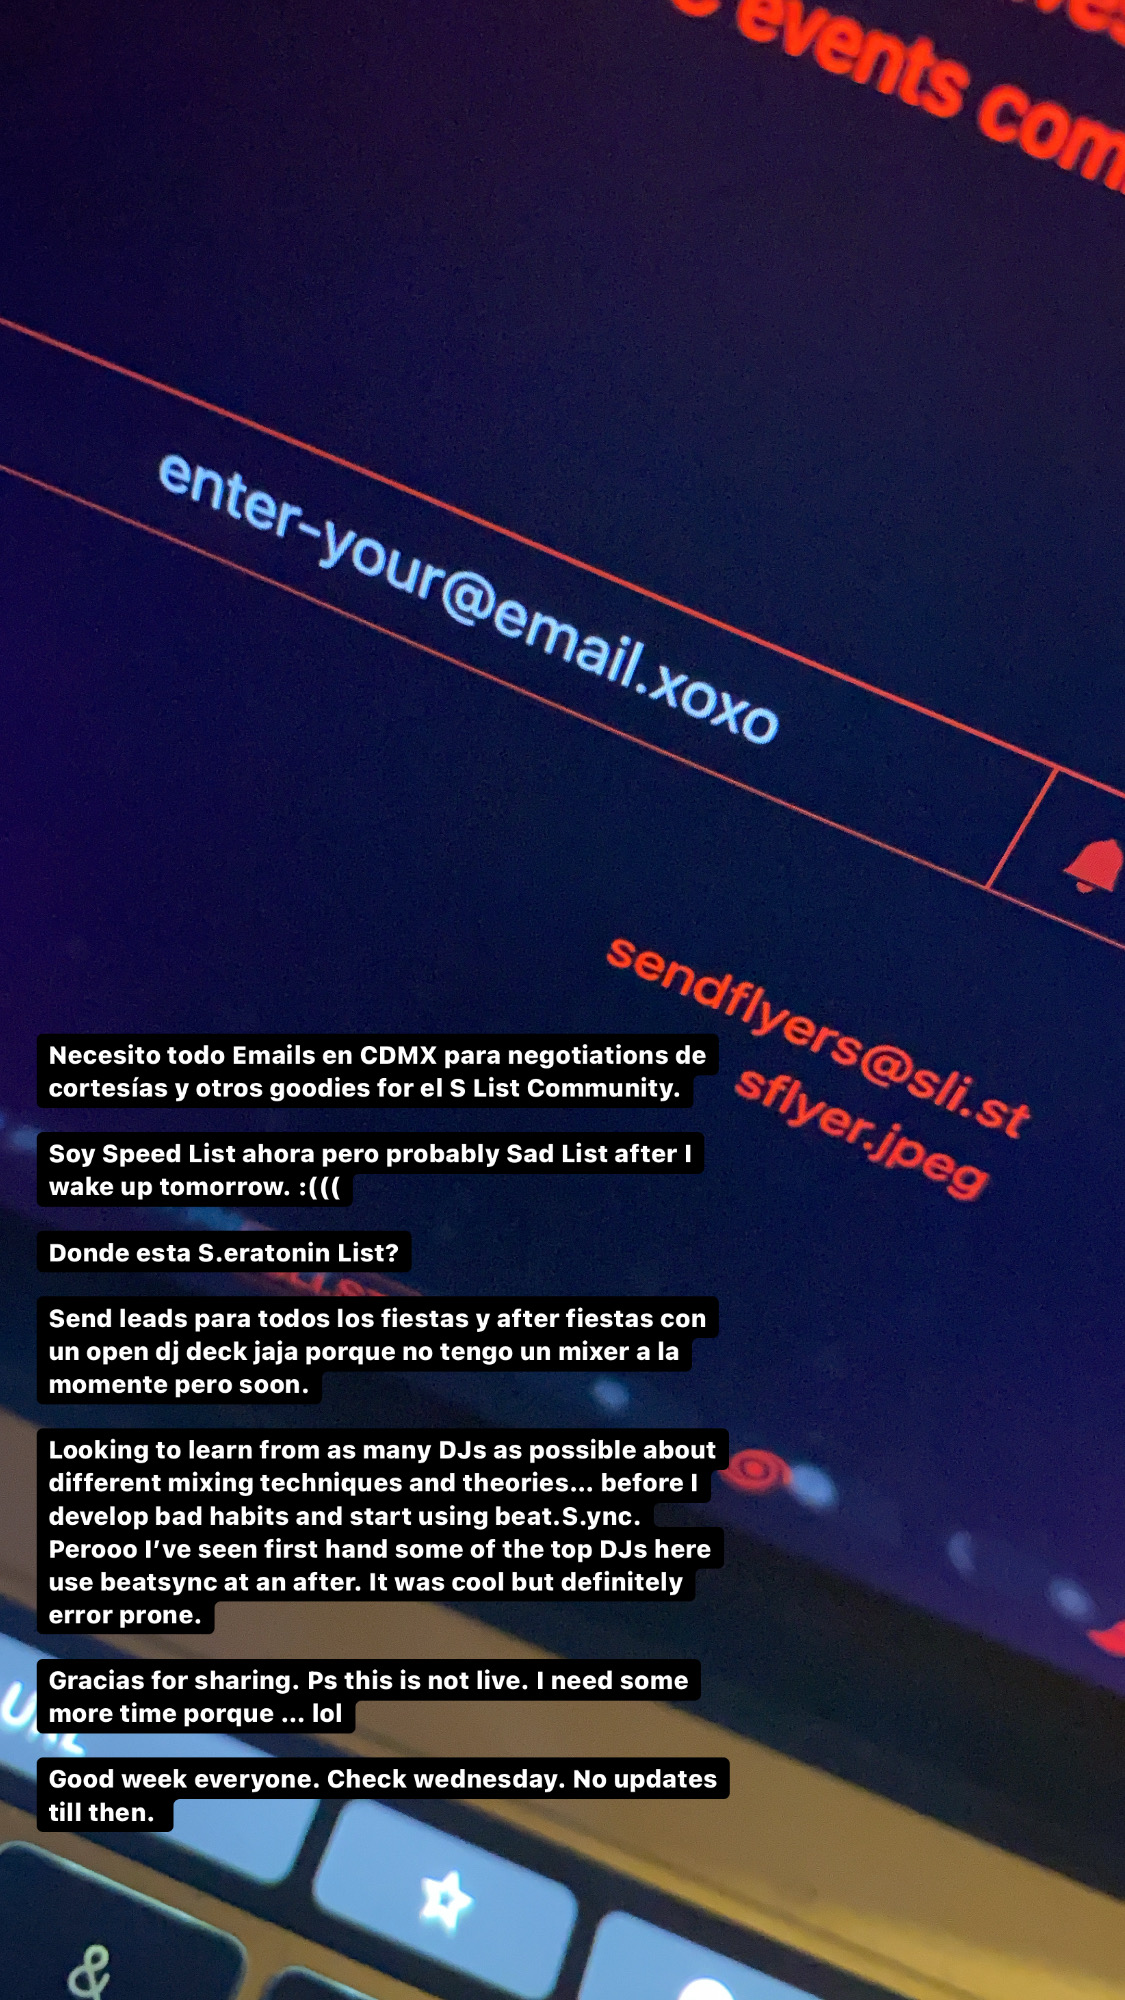 events com
enter-your@email.xoxo
sendflyers@sli.st
sflyer.jpeg
Necesito todo Emails en CDMX para negotiations de
cortesías y otros goodies for el S List Community.
Soy Speed List ahora pero probably Sad List after I
wake up tomorrow. :(((
Donde esta S.eratonin List?
Send leads para todos los fiestas y after fiestas con
un open dj deck jaja porque no tengo un mixer a la
momente pero soon.
Looking to learn from as many DJs as possible about
different mixing techniques and theories... before I
develop bad habits and start using beat.S.ync.
Perooo I’ve seen first hand some of the top DJs here
use beatsync at an after. It was cool but definitely
error prone.
Gracias for sharing. Ps this is not live. I need some
more time porque ... lol
Good week everyone. Check wednesday. No updates
till then.
&